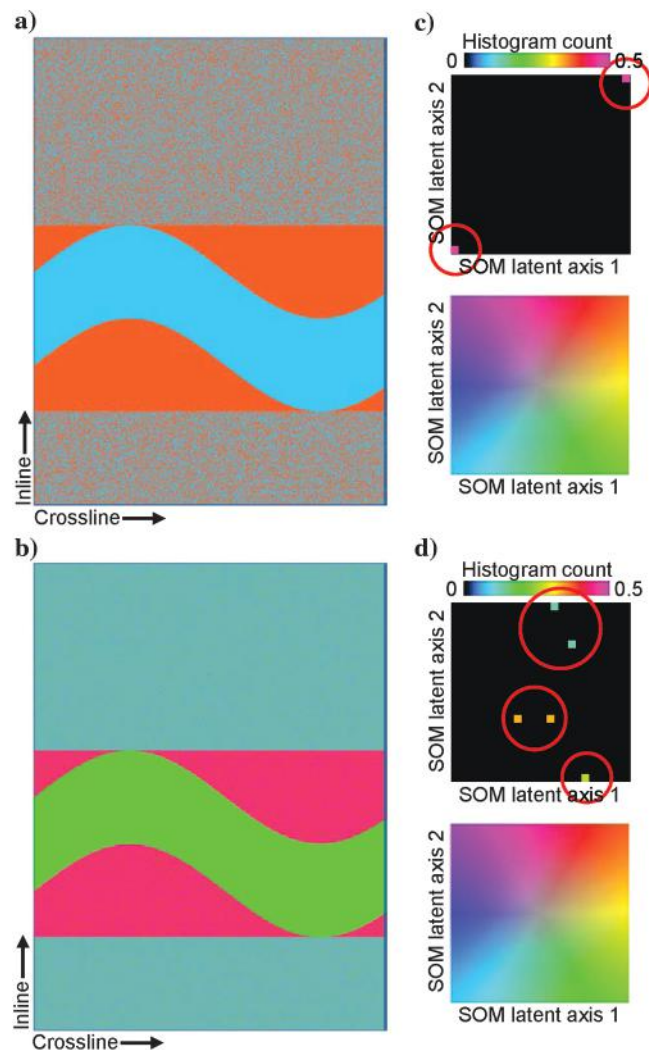 a)
Inline
Crossline
c)
Histogram count
0 0.5
SOM latent axis 2
SOM latent axis 1
SOM latent axis 2
SOM latent axis 1
b)
Inline
Crossline
d)
Histogram count
0 0.5
SOM latent axis 2
SOM latent axis 1
SOM latent axis 2
SOM latent axis 1